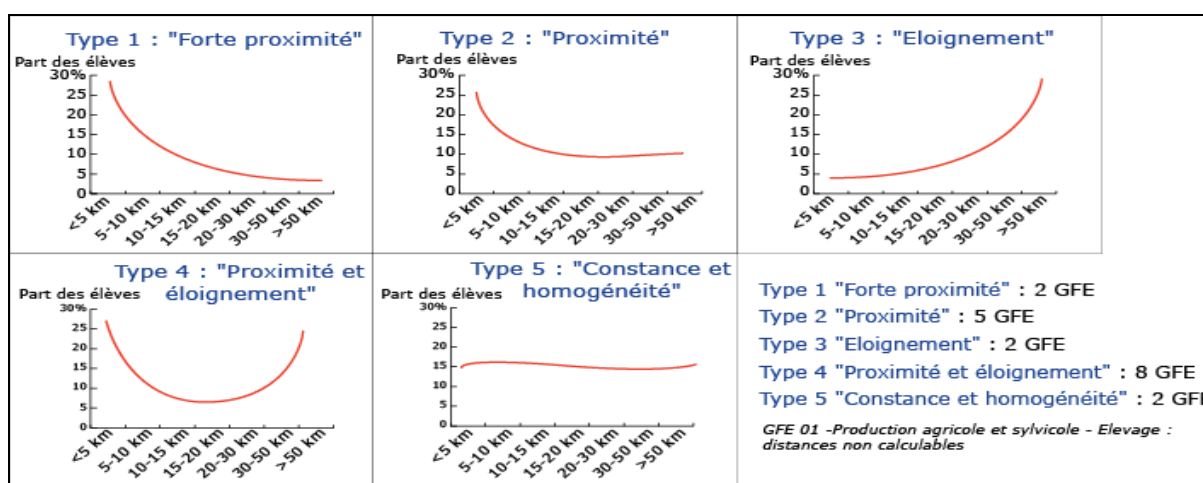 Type 1 : "Forte proximité"
Part des élèves
30%
25
20
15
10
5
0
<5 km
5-10 km
10-15 km
15-20 km
20-30 km
30-50 km
>50 km
Type 2 : "Proximité"
Part des élèves
30%
25
20
15
10
5
0
<5 km
5-10 km
10-15 km
15-20 km
20-30 km
30-50 km
>50 km
Type 3 : "Eloignement"
Part des élèves
30%
25
20
15
10
5
0
<5 km
5-10 km
10-15 km
15-20 km
20-30 km
30-50 km
>50 km
Type 4 : "Proximité et
éloignement"
Part des élèves
30%
25
20
15
10
5
0
<5 km
5-10 km
10-15 km
15-20 km
20-30 km
30-50 km
>50 km
Type 5 : "Constance et
homogénéité"
Part des élèves
30%
25
20
15
10
5
0
<5 km
5-10 km
10-15 km
15-20 km
20-30 km
30-50 km
>50 km
Type 1 "Forte proximité" : 2 GFE
Type 2 "Proximité" : 5 GFE
Type 3 "Eloignement" : 2 GFE
Type 4 "Proximité et éloignement" : 8 GFE
Type 5 "Constance et homogénéité" : 2 GF
GFE 01 -Production agricole et sylvicole - Elevage :
distances non calculables